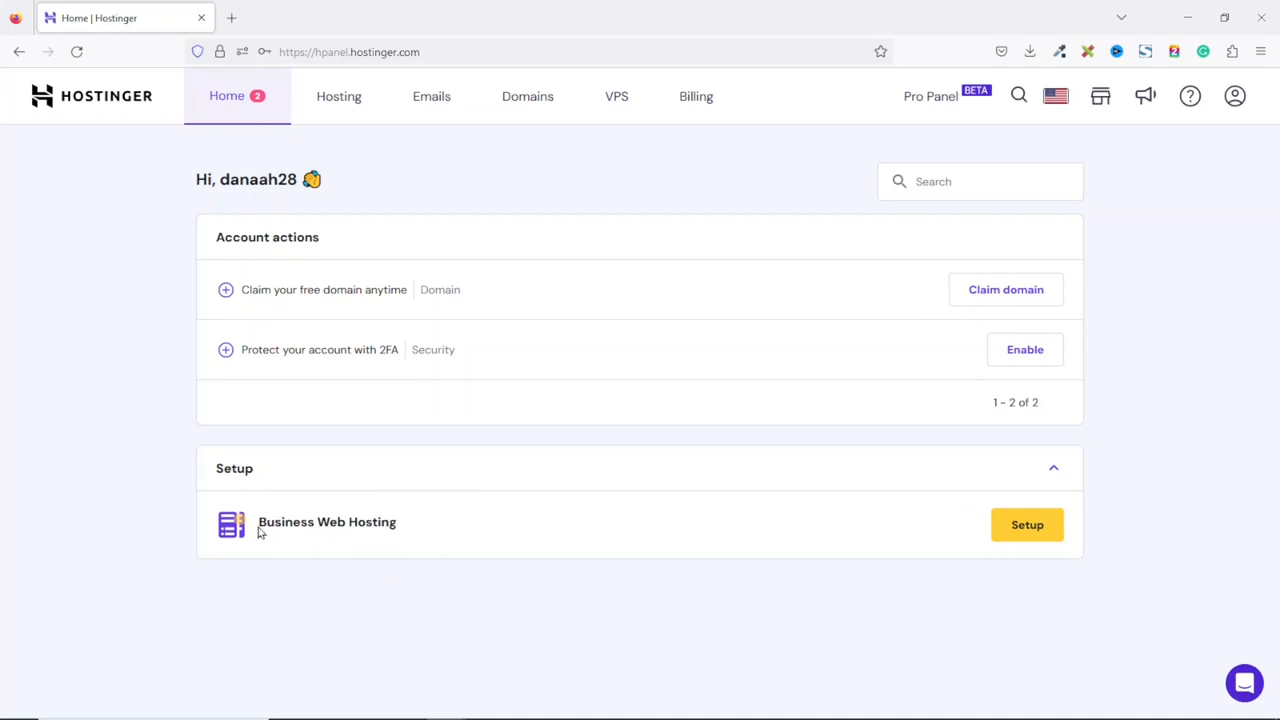 Home | Hostinger
https://hpanel.hostinger.com
HOSTINGER
Home 2
Hosting
Emails
Domains
VPS
Billing
Pro Panel BETA
Hi, danaah28
Search
Account actions
Claim your free domain anytime
Domain
Claim domain
Protect your account with 2FA
Security
Enable
1 - 2 of 2
Setup
Business Web Hosting
Setup